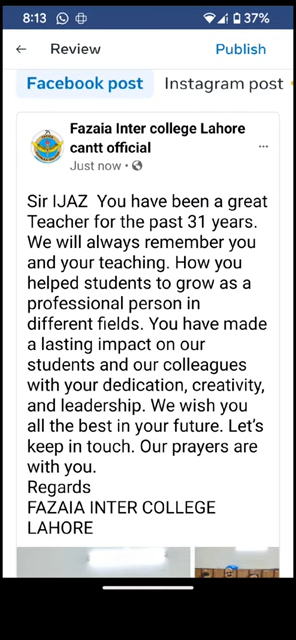 8:13 37%
Review Publish
Facebook post Instagram post
Fazaia Inter college Lahore
cantt official
Just now •
Sir IJAZ You have been a great
Teacher for the past 31 years.
We will always remember you
and your teaching. How you
helped students to grow as a
professional person in
different fields. You have made
a lasting impact on our
students and our colleagues
with your dedication, creativity,
and leadership. We wish you
all the best in your future. Let's
keep in touch. Our prayers are
with you.
Regards
FAZAIA INTER COLLEGE
LAHORE